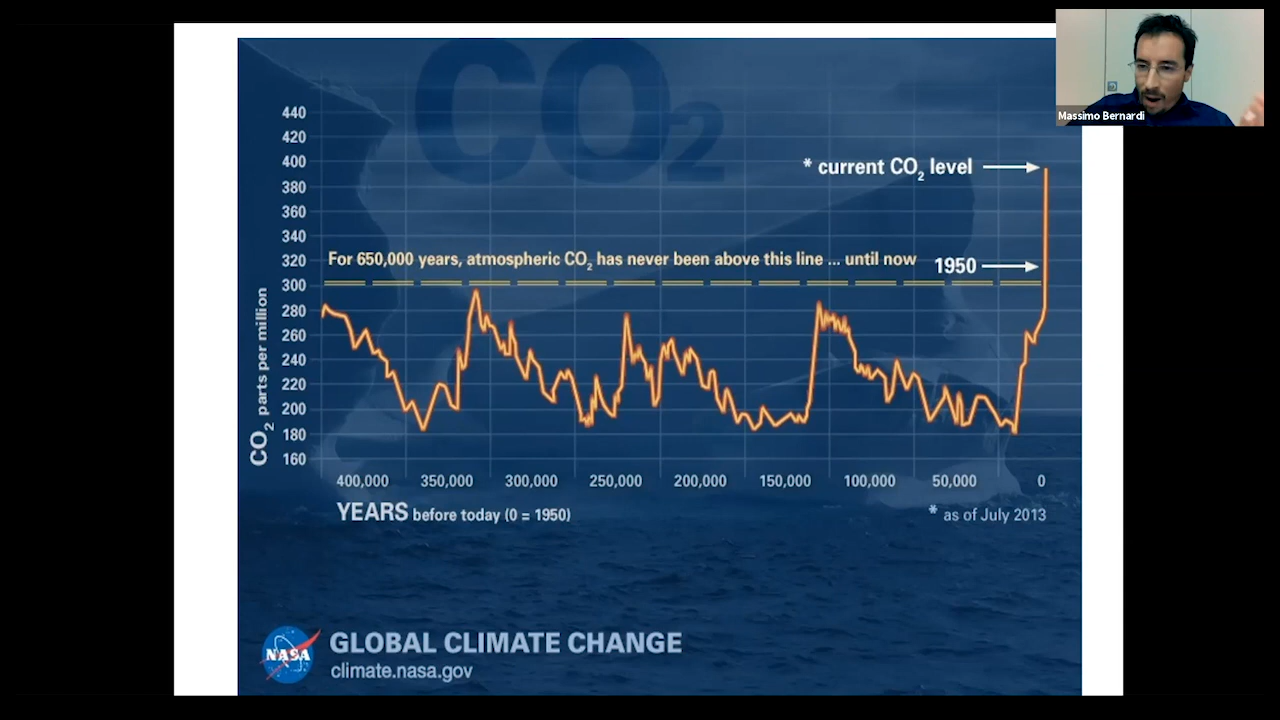 CO2
Massimo Bernardi
440
420
400
* current CO2 level
380
360
340
320
For 650,000 years, atmospheric CO2 has never been above this line ... until now
1950
300
280
260
240
220
200
180
160
CO2 parts per million
400,000 350,000 300,000 250,000 200,000 150,000 100,000 50,000 0
YEARS before today (0 = 1950)
* as of July 2013
NASA
GLOBAL CLIMATE CHANGE
climate.nasa.gov